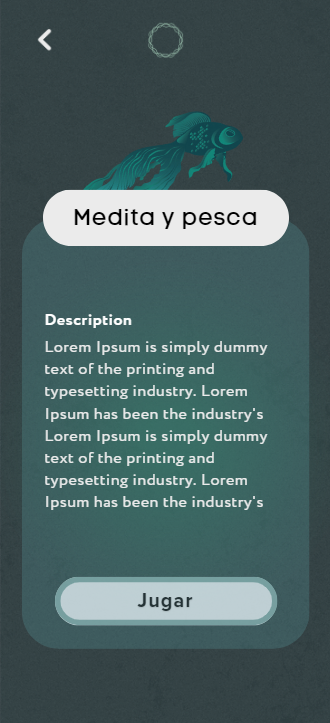 Medita y pesca
Description
Lorem Ipsum is simply dummy
text of the printing and
typesetting industry. Lorem
Ipsum has been the industry's
Lorem Ipsum is simply dummy
text of the printing and
typesetting industry. Lorem
Ipsum has been the industry's
Jugar